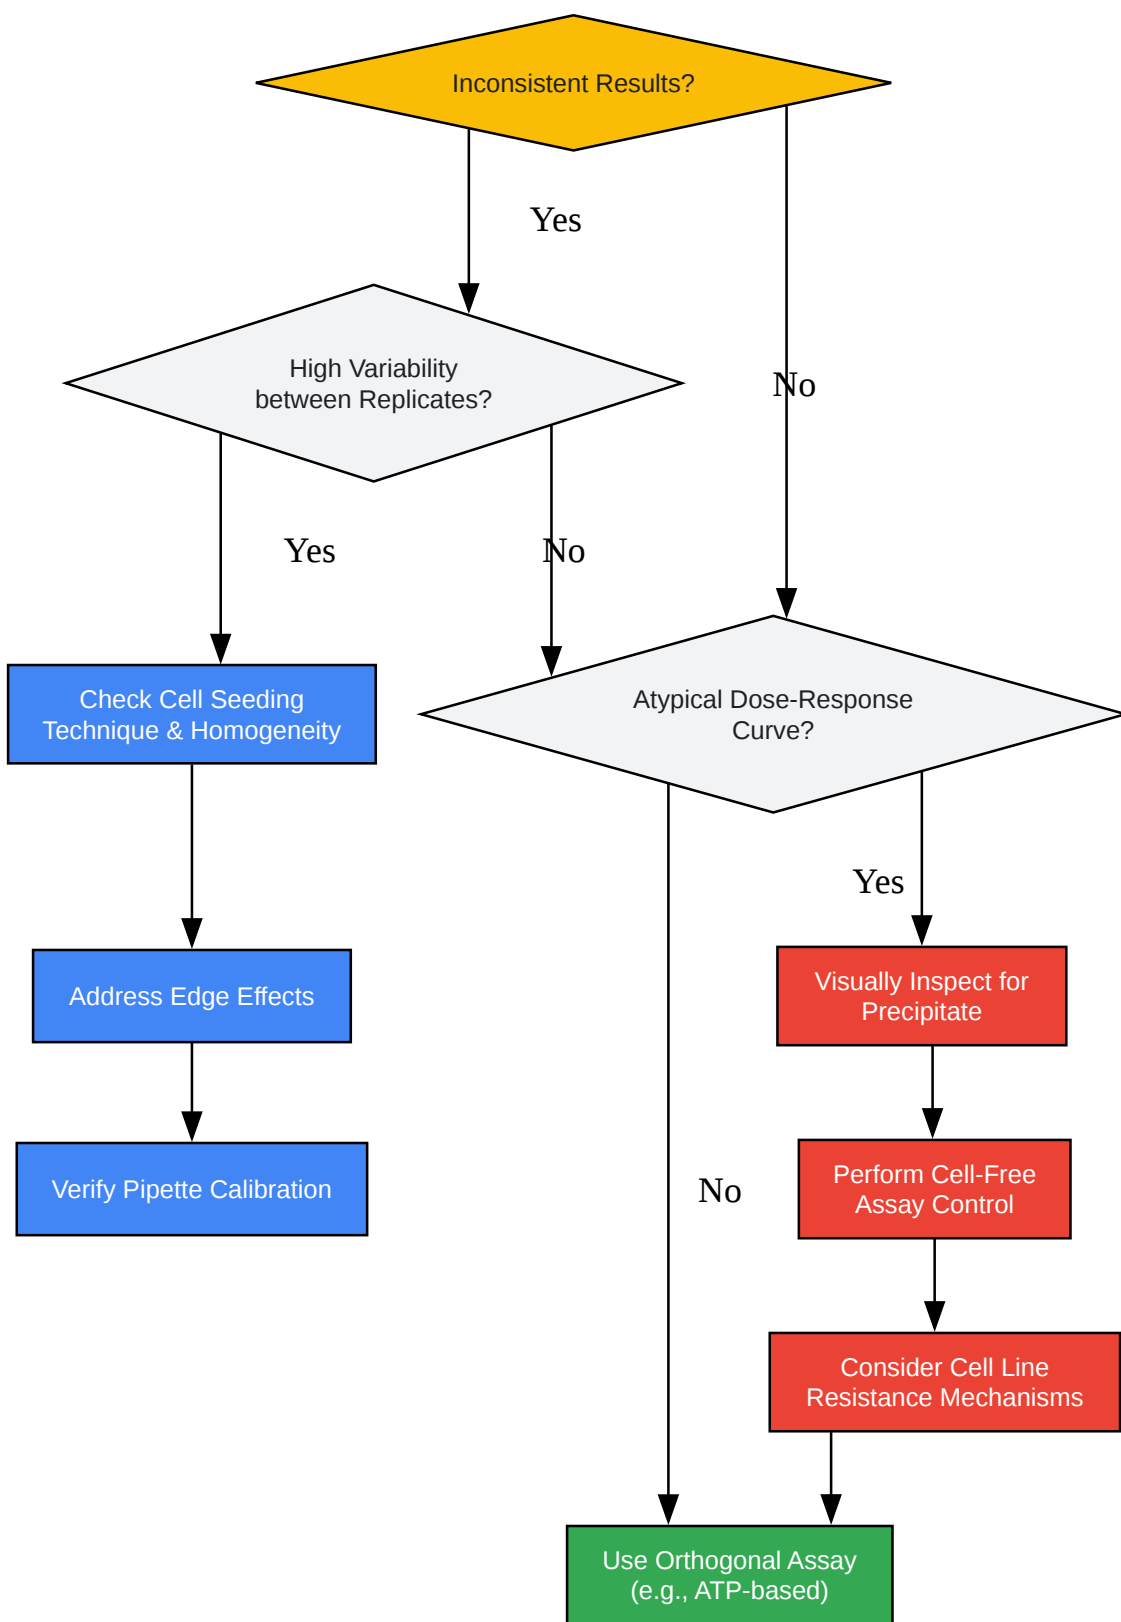 Inconsistent Results?
Yes
High Variability
between Replicates?
No
Yes
No
Check Cell Seeding
Technique & Homogeneity
Atypical Dose-Response
Curve?
Yes
Address Edge Effects
Visually Inspect for
Precipitate
Verify Pipette Calibration
No
Perform Cell-Free
Assay Control
Consider Cell Line
Resistance Mechanisms
Use Orthogonal Assay
(e.g., ATP-based)